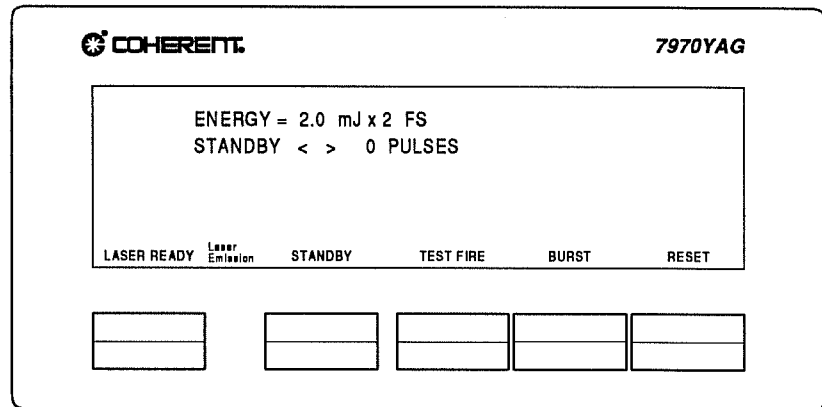 COHERENT.
7970YAG
ENERGY = 2.0 mJ x 2 FS
STANDBY < > 0 PULSES
LASER READY Laser Emission STANDBY TEST FIRE BURST RESET